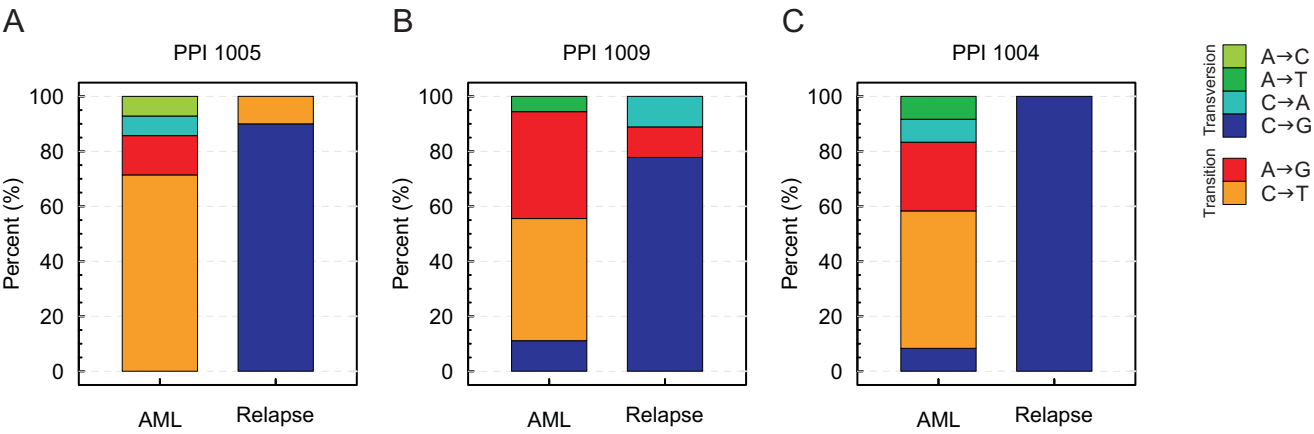 A
PPI 1005
Percent (%)
100
80
60
40
20
0
AML Relapse
B
PPI 1009
Percent (%)
100
80
60
40
20
0
AML Relapse
C
PPI 1004
Percent (%)
100
80
60
40
20
0
AML Relapse
Transversion
A→C
A→T
C→A
C→G
Transition
A→G
C→T